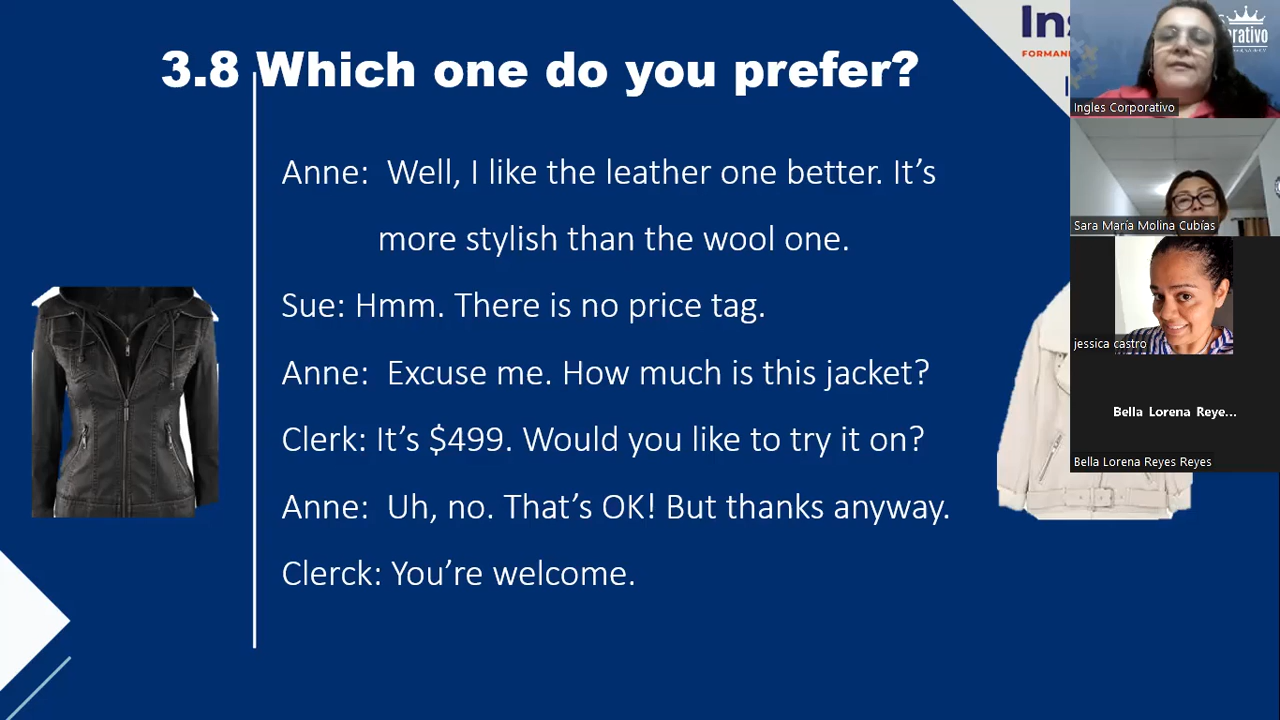 3.8 Which one do you prefer?
Anne: Well, I like the leather one better. It's
more stylish than the wool one.
Sue: Hmm. There is no price tag.
Anne: Excuse me. How much is this jacket?
Clerk: It's $499. Would you like to try it on?
Anne: Uh, no. That's OK! But thanks anyway.
Clerck: You're welcome.
Ingles Corporativo
Sara María Molina Cubías
jessica castro
Bella Lorena Reye...
Bella Lorena Reyes Reyes